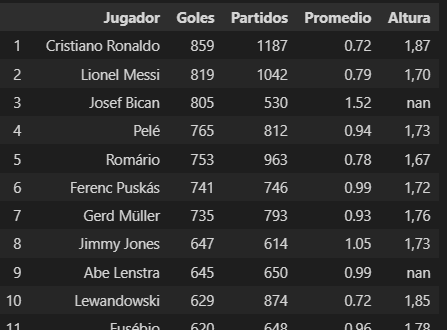 Jugador Goles Partidos Promedio Altura
1 Cristiano Ronaldo 859 1187 0.72 1,87
2 Lionel Messi 819 1042 0.79 1,70
3 Josef Bican 805 530 1.52 nan
4 Pelé 765 812 0.94 1,73
5 Romário 753 963 0.78 1,67
6 Ferenc Puskás 741 746 0.99 1,72
7 Gerd Müller 735 793 0.93 1,76
8 Jimmy Jones 647 614 1.05 1,73
9 Abe Lenstra 645 650 0.99 nan
10 Lewandowski 629 874 0.72 1,85
11 Eusébio 620 648 0.96 1,78